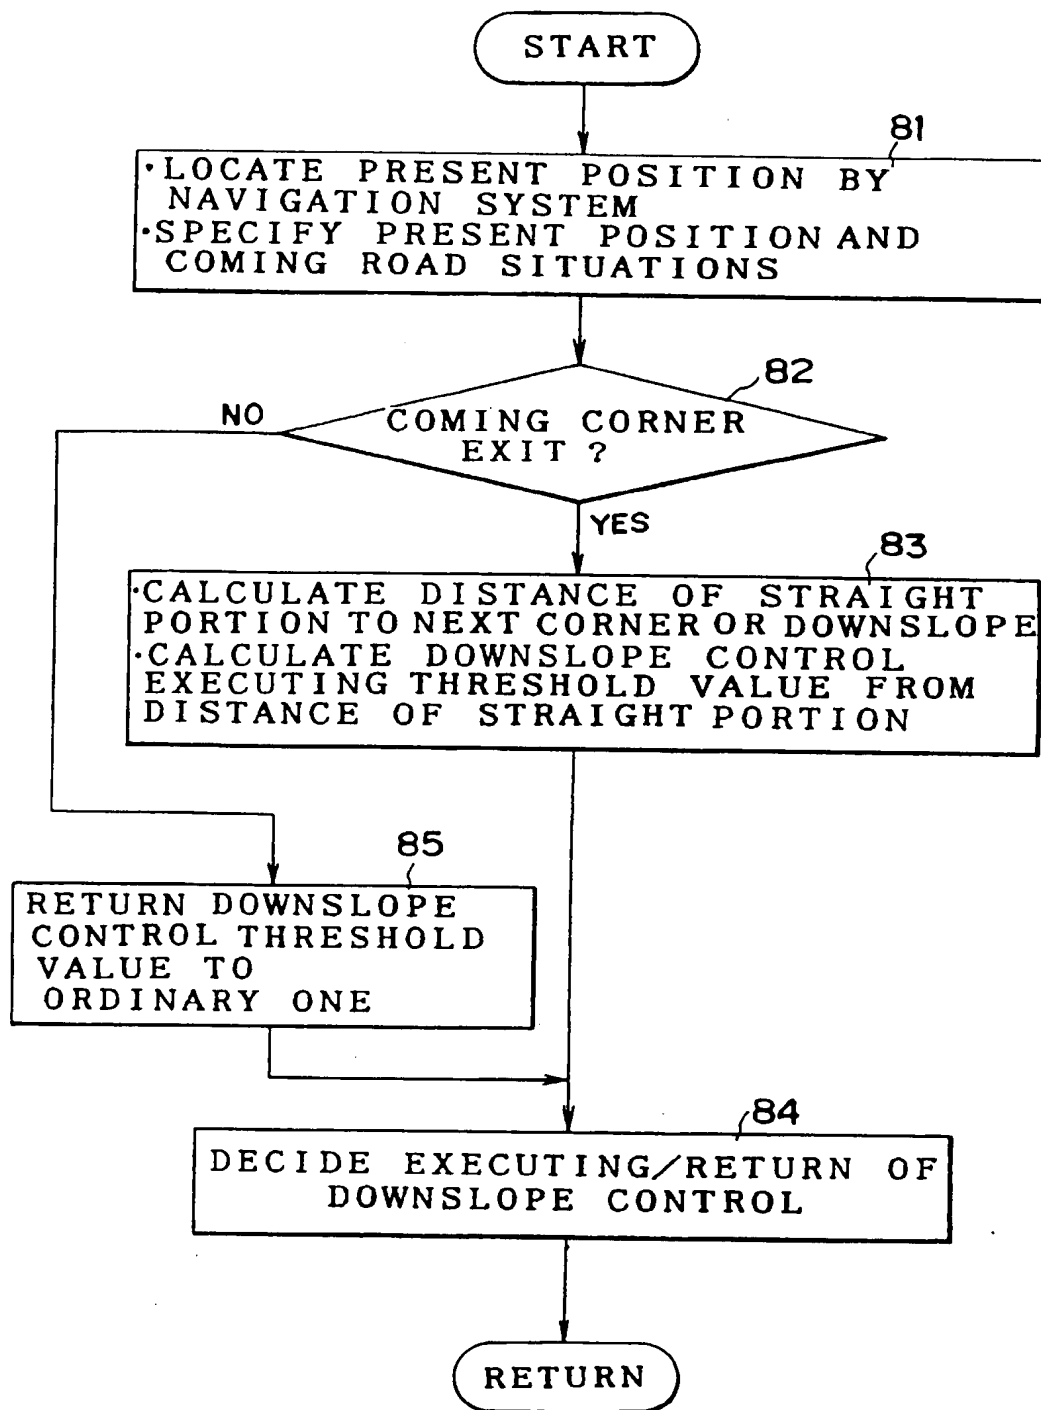 START
81
•LOCATE PRESENT POSITION BY
NAVIGATION SYSTEM
•SPECIFY PRESENT POSITION AND
COMING ROAD SITUATIONS
82
NO
COMING CORNER
EXIT?
YES
83
•CALCULATE DISTANCE OF STRAIGHT
PORTION TO NEXT CORNER OR DOWNSLOPE
•CALCULATE DOWNSLOPE CONTROL
EXECUTING THRESHOLD VALUE FROM
DISTANCE OF STRAIGHT PORTION
85
RETURN DOWNSLOPE
CONTROL THRESHOLD
VALUE TO
ORDINARY ONE
84
DECIDE EXECUTING/RETURN OF
DOWNSLOPE CONTROL
RETURN